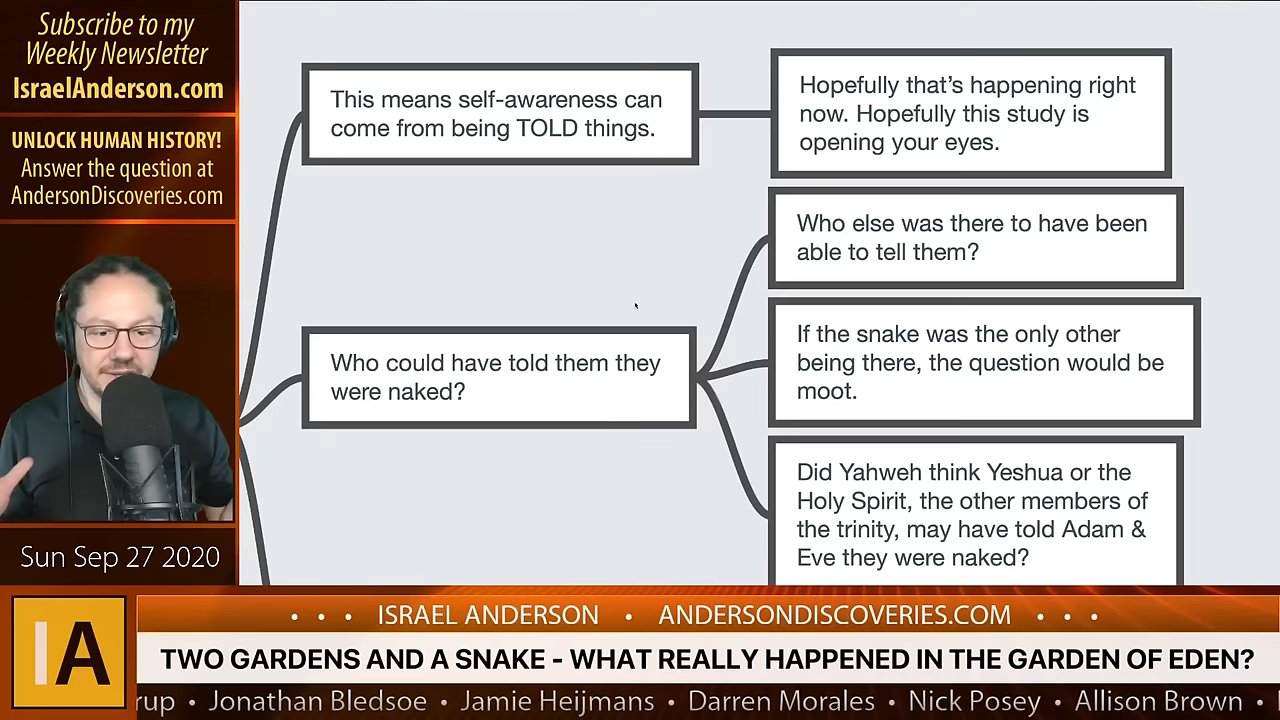 Subscribe to my
Weekly Newsletter
IsraelAnderson.com
UNLOCK HUMAN HISTORY!
Answer the question at
AndersonDiscoveries.com
This means self-awareness can
come from being TOLD things.
Hopefully that's happening right
now. Hopefully this study is
opening your eyes.
Who could have told them they
were naked?
Who else was there to have been
able to tell them?
If the snake was the only other
being there, the question would be
moot.
Did Yahweh think Yeshua or the
Holy Spirit, the other members of
the trinity, may have told Adam &
Eve they were naked?
Sun Sep 27 2020
IA
• • • ISRAEL ANDERSON • ANDERSONDISCOVERIES.COM • • •
TWO GARDENS AND A SNAKE - WHAT REALLY HAPPENED IN THE GARDEN OF EDEN?
rup • Jonathan Bledsoe • Jamie Heijmans • Darren Morales • Nick Posey • Allison Brown •